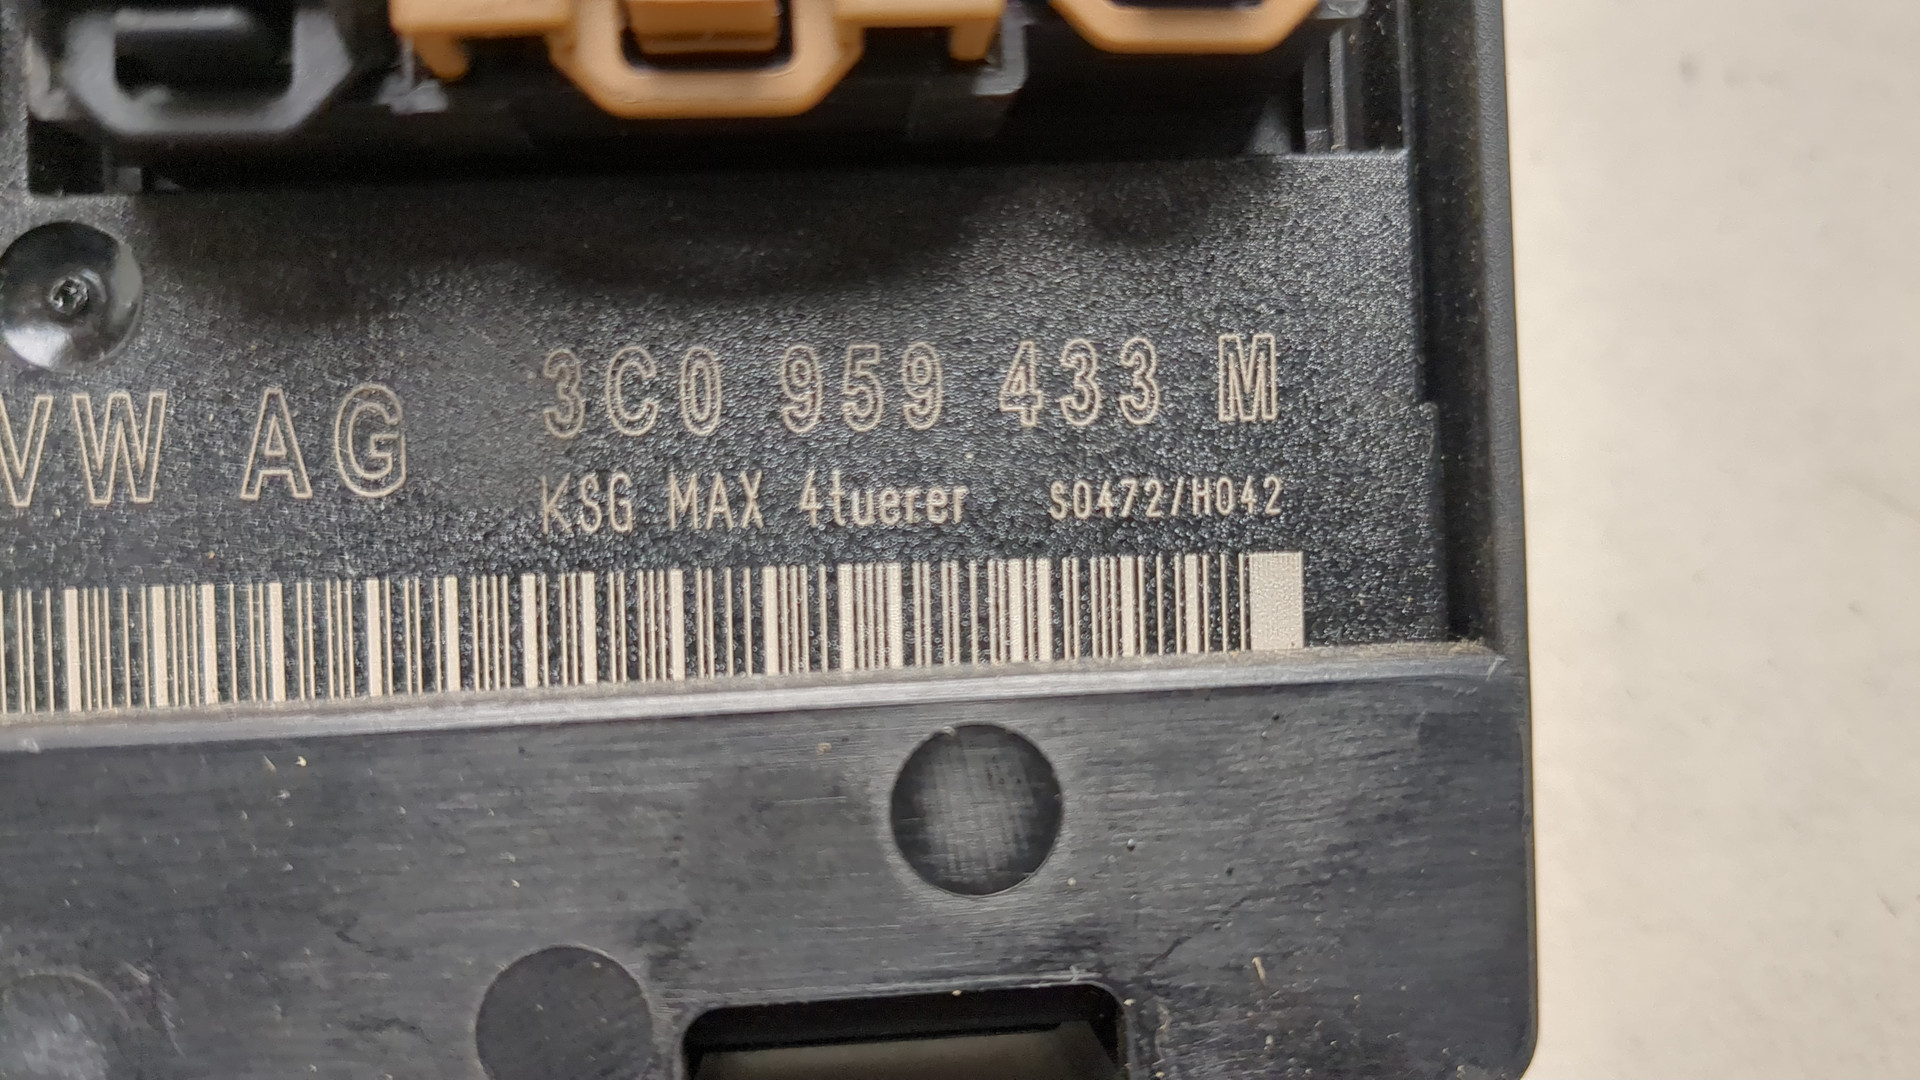 VW AG 3C0 959 433 M
KSG MAX 4tuerer S0472/H042